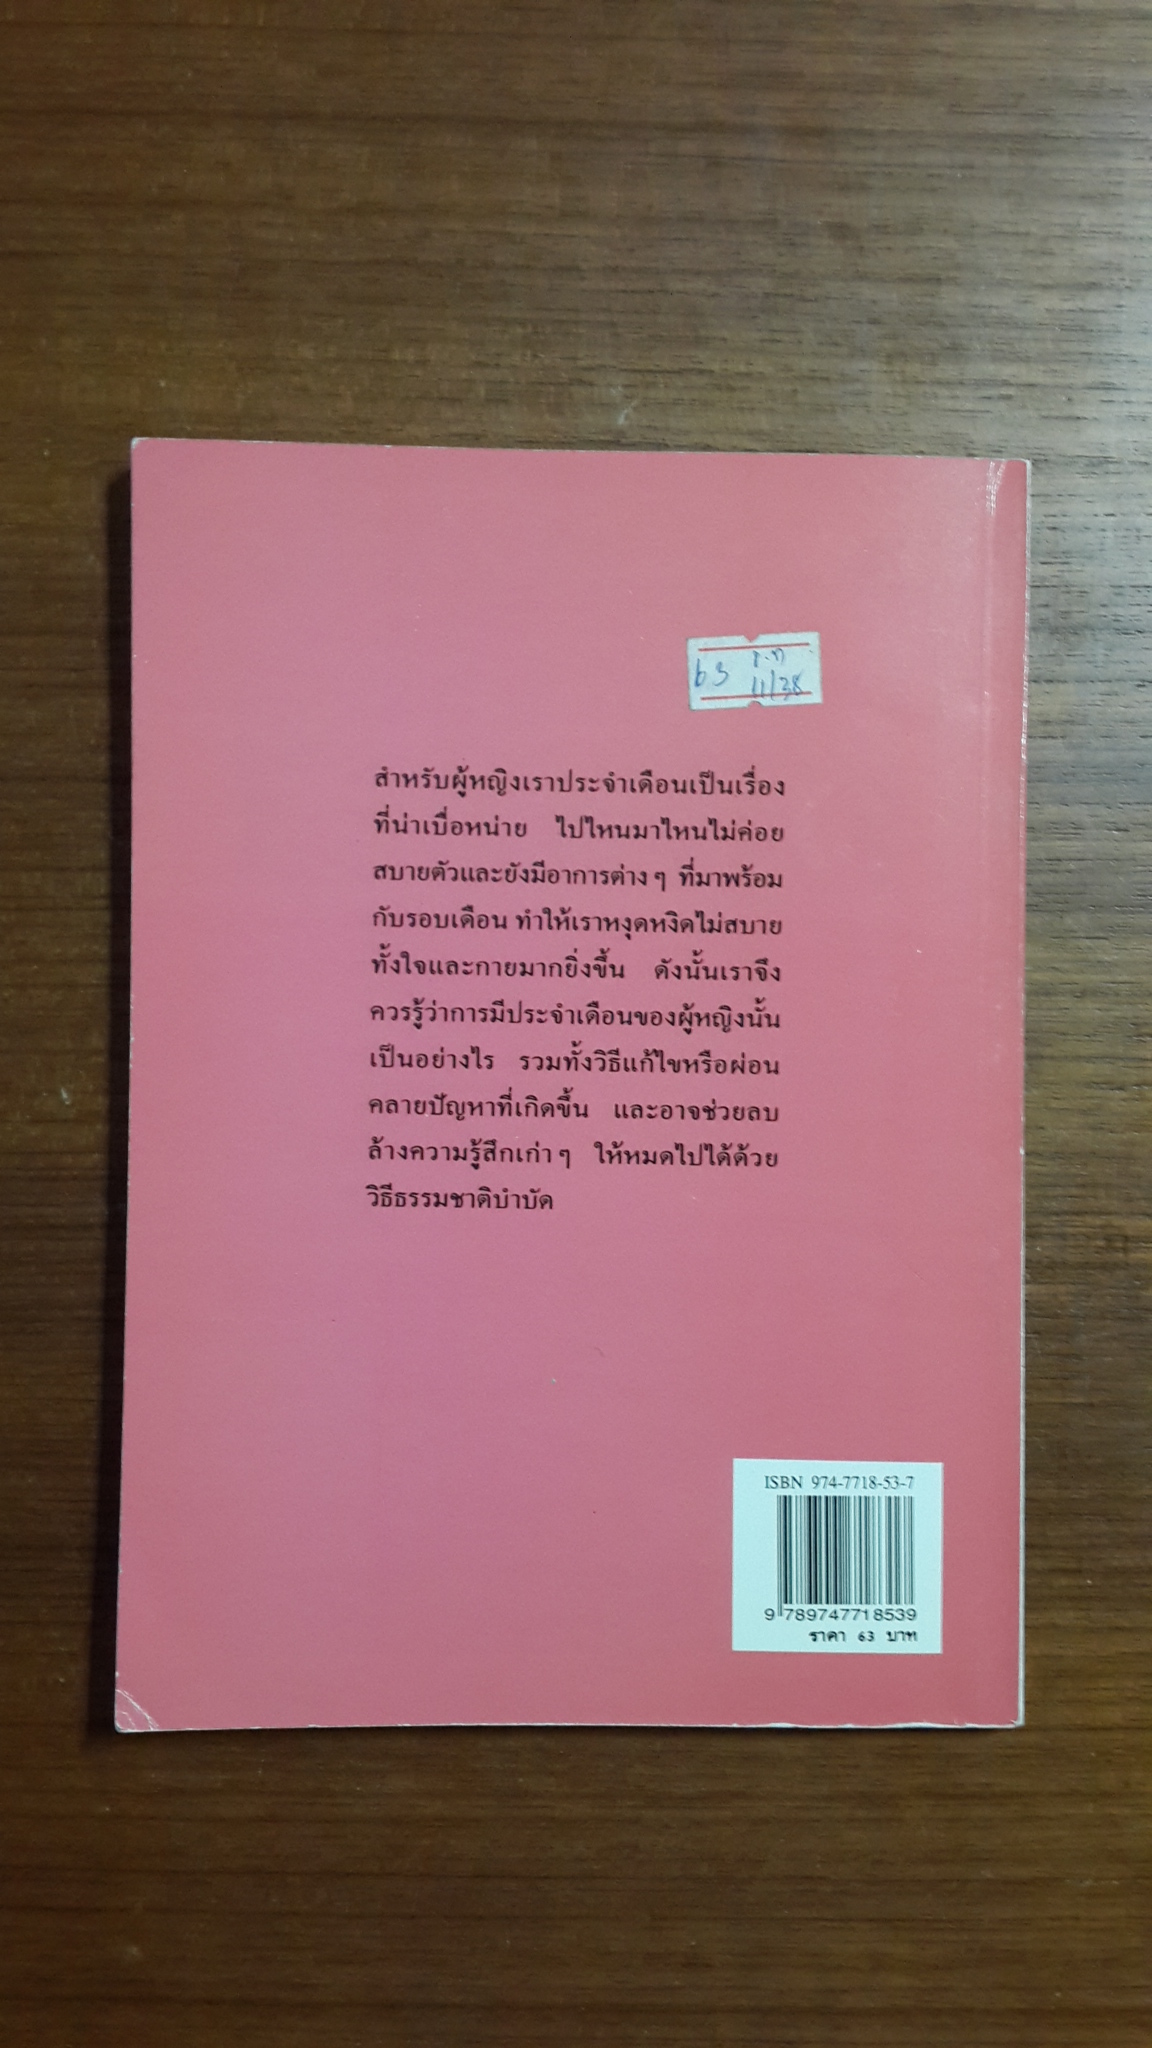 63
11/38
สำหรับผู้หญิงเราประจำเดือนเป็นเรื่อง
ที่น่าเบื่อหน่าย ไปไหนมาไหนไม่ค่อย
สบายตัวและยังมีอาการต่างๆ ที่มาพร้อม
กับรอบเดือน ทำให้เราหงุดหงิดไม่สบาย
ทั้งใจและกายมากยิ่งขึ้น ดังนั้นเราจึง
ควรรู้ว่าการมีประจำเดือนของผู้หญิงนั้น
เป็นอย่างไร รวมทั้งวิธีแก้ไขหรือผ่อน
คลายปัญหาที่เกิดขึ้น และอาจช่วยลบ
ล้างความรู้สึกเก่าๆ ให้หมดไปได้ด้วย
วิธีธรรมชาติบำบัด
ISBN 974-7718-53-7
9 789747 718539
ราคา 63 บาท